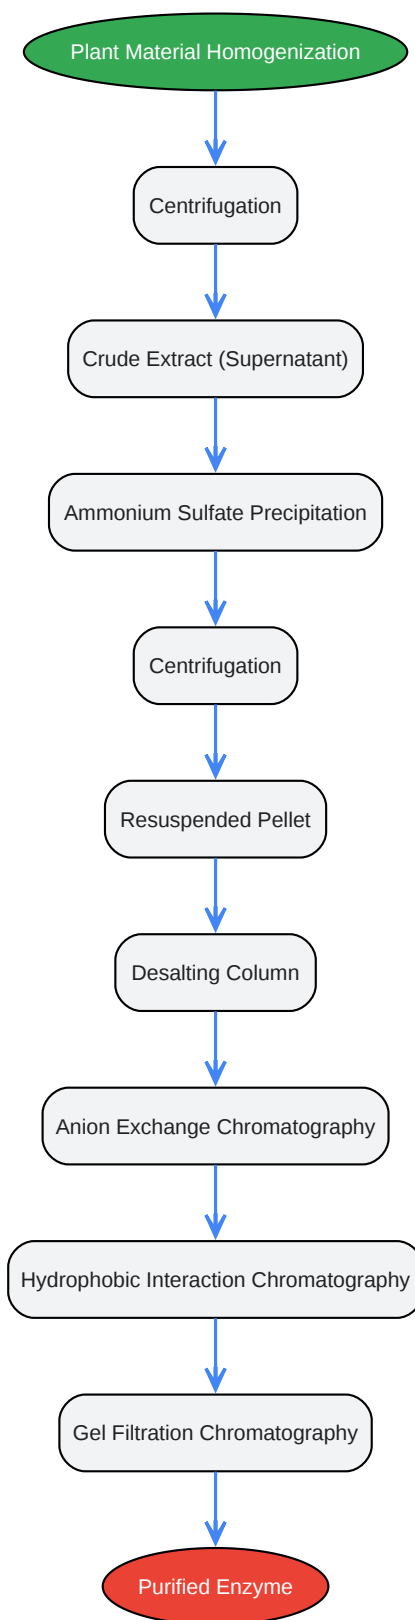 Plant Material Homogenization
Centrifugation
Crude Extract (Supernatant)
Ammonium Sulfate Precipitation
Centrifugation
Resuspended Pellet
Desalting Column
Anion Exchange Chromatography
Hydrophobic Interaction Chromatography
Gel Filtration Chromatography
Purified Enzyme